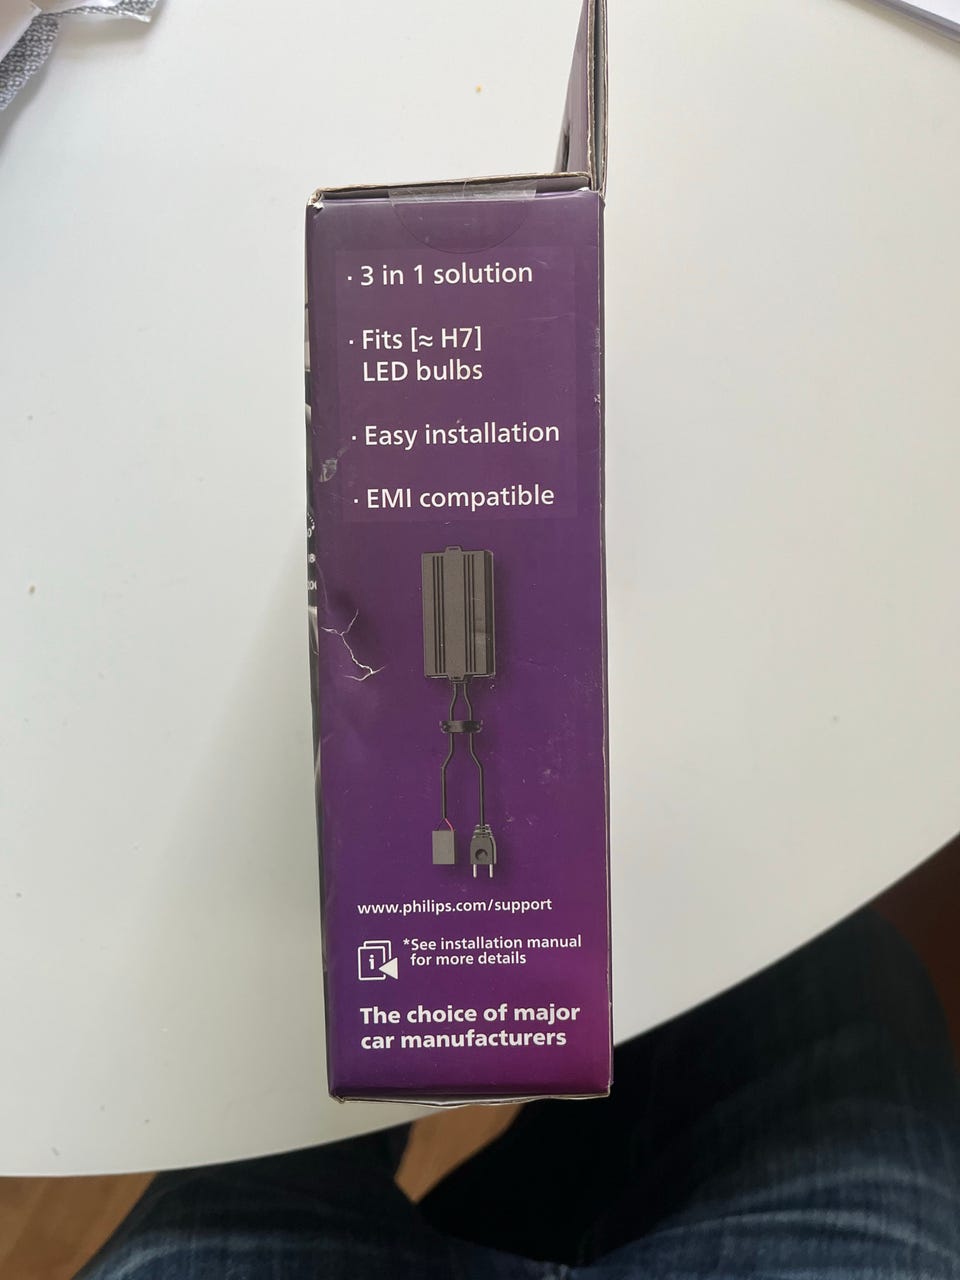 · 3 in 1 solution
· Fits [≈ H7]
LED bulbs
· Easy installation
· EMI compatible
www.philips.com/support
i
*See installation manual
for more details
The choice of major
car manufacturers